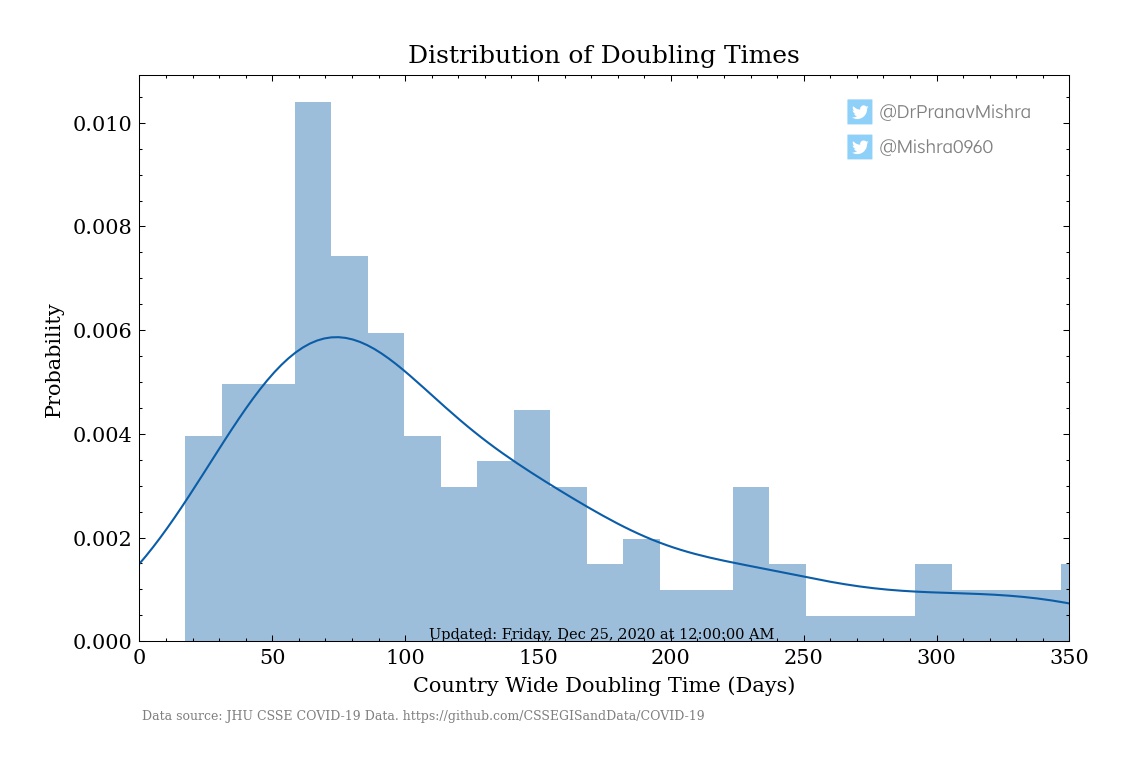 Distribution of Doubling Times
@DrPranavMishra
@Mishra0960
0.010
0.008
0.006
0.004
0.002
0.000
Probability
Updated: Friday, Dec 25, 2020 at 12:00:00 AM
0 50 100 150 200 250 300 350
Country Wide Doubling Time (Days)
Data source: JHU CSSE COVID-19 Data. https://github.com/CSSEGISandData/COVID-19